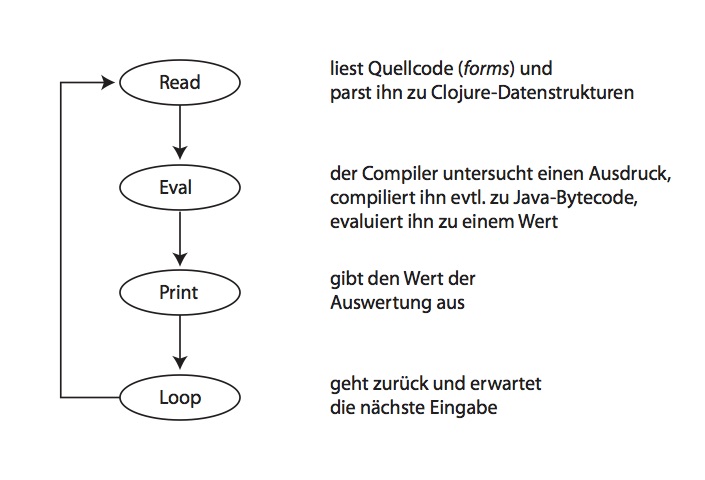 Read
liest Quellcode (forms) und
parst ihn zu Clojure-Datenstrukturen
Eval
der Compiler untersucht einen Ausdruck,
compiliert ihn evtl. zu Java-Bytecode,
evaluiert ihn zu einem Wert
Print
gibt den Wert der
Auswertung aus
Loop
geht zurück und erwartet
die nächste Eingabe